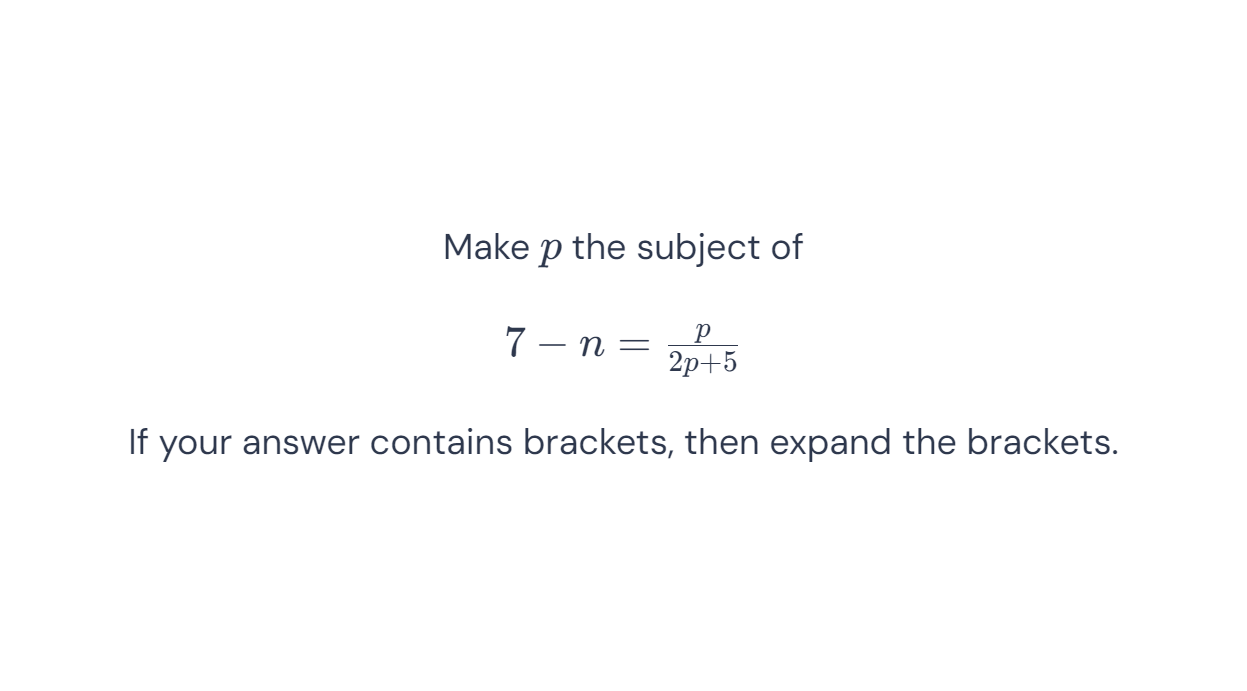 Make p the subject of
7 − n = \frac{p}{2p+5}
If your answer contains brackets, then expand the brackets.